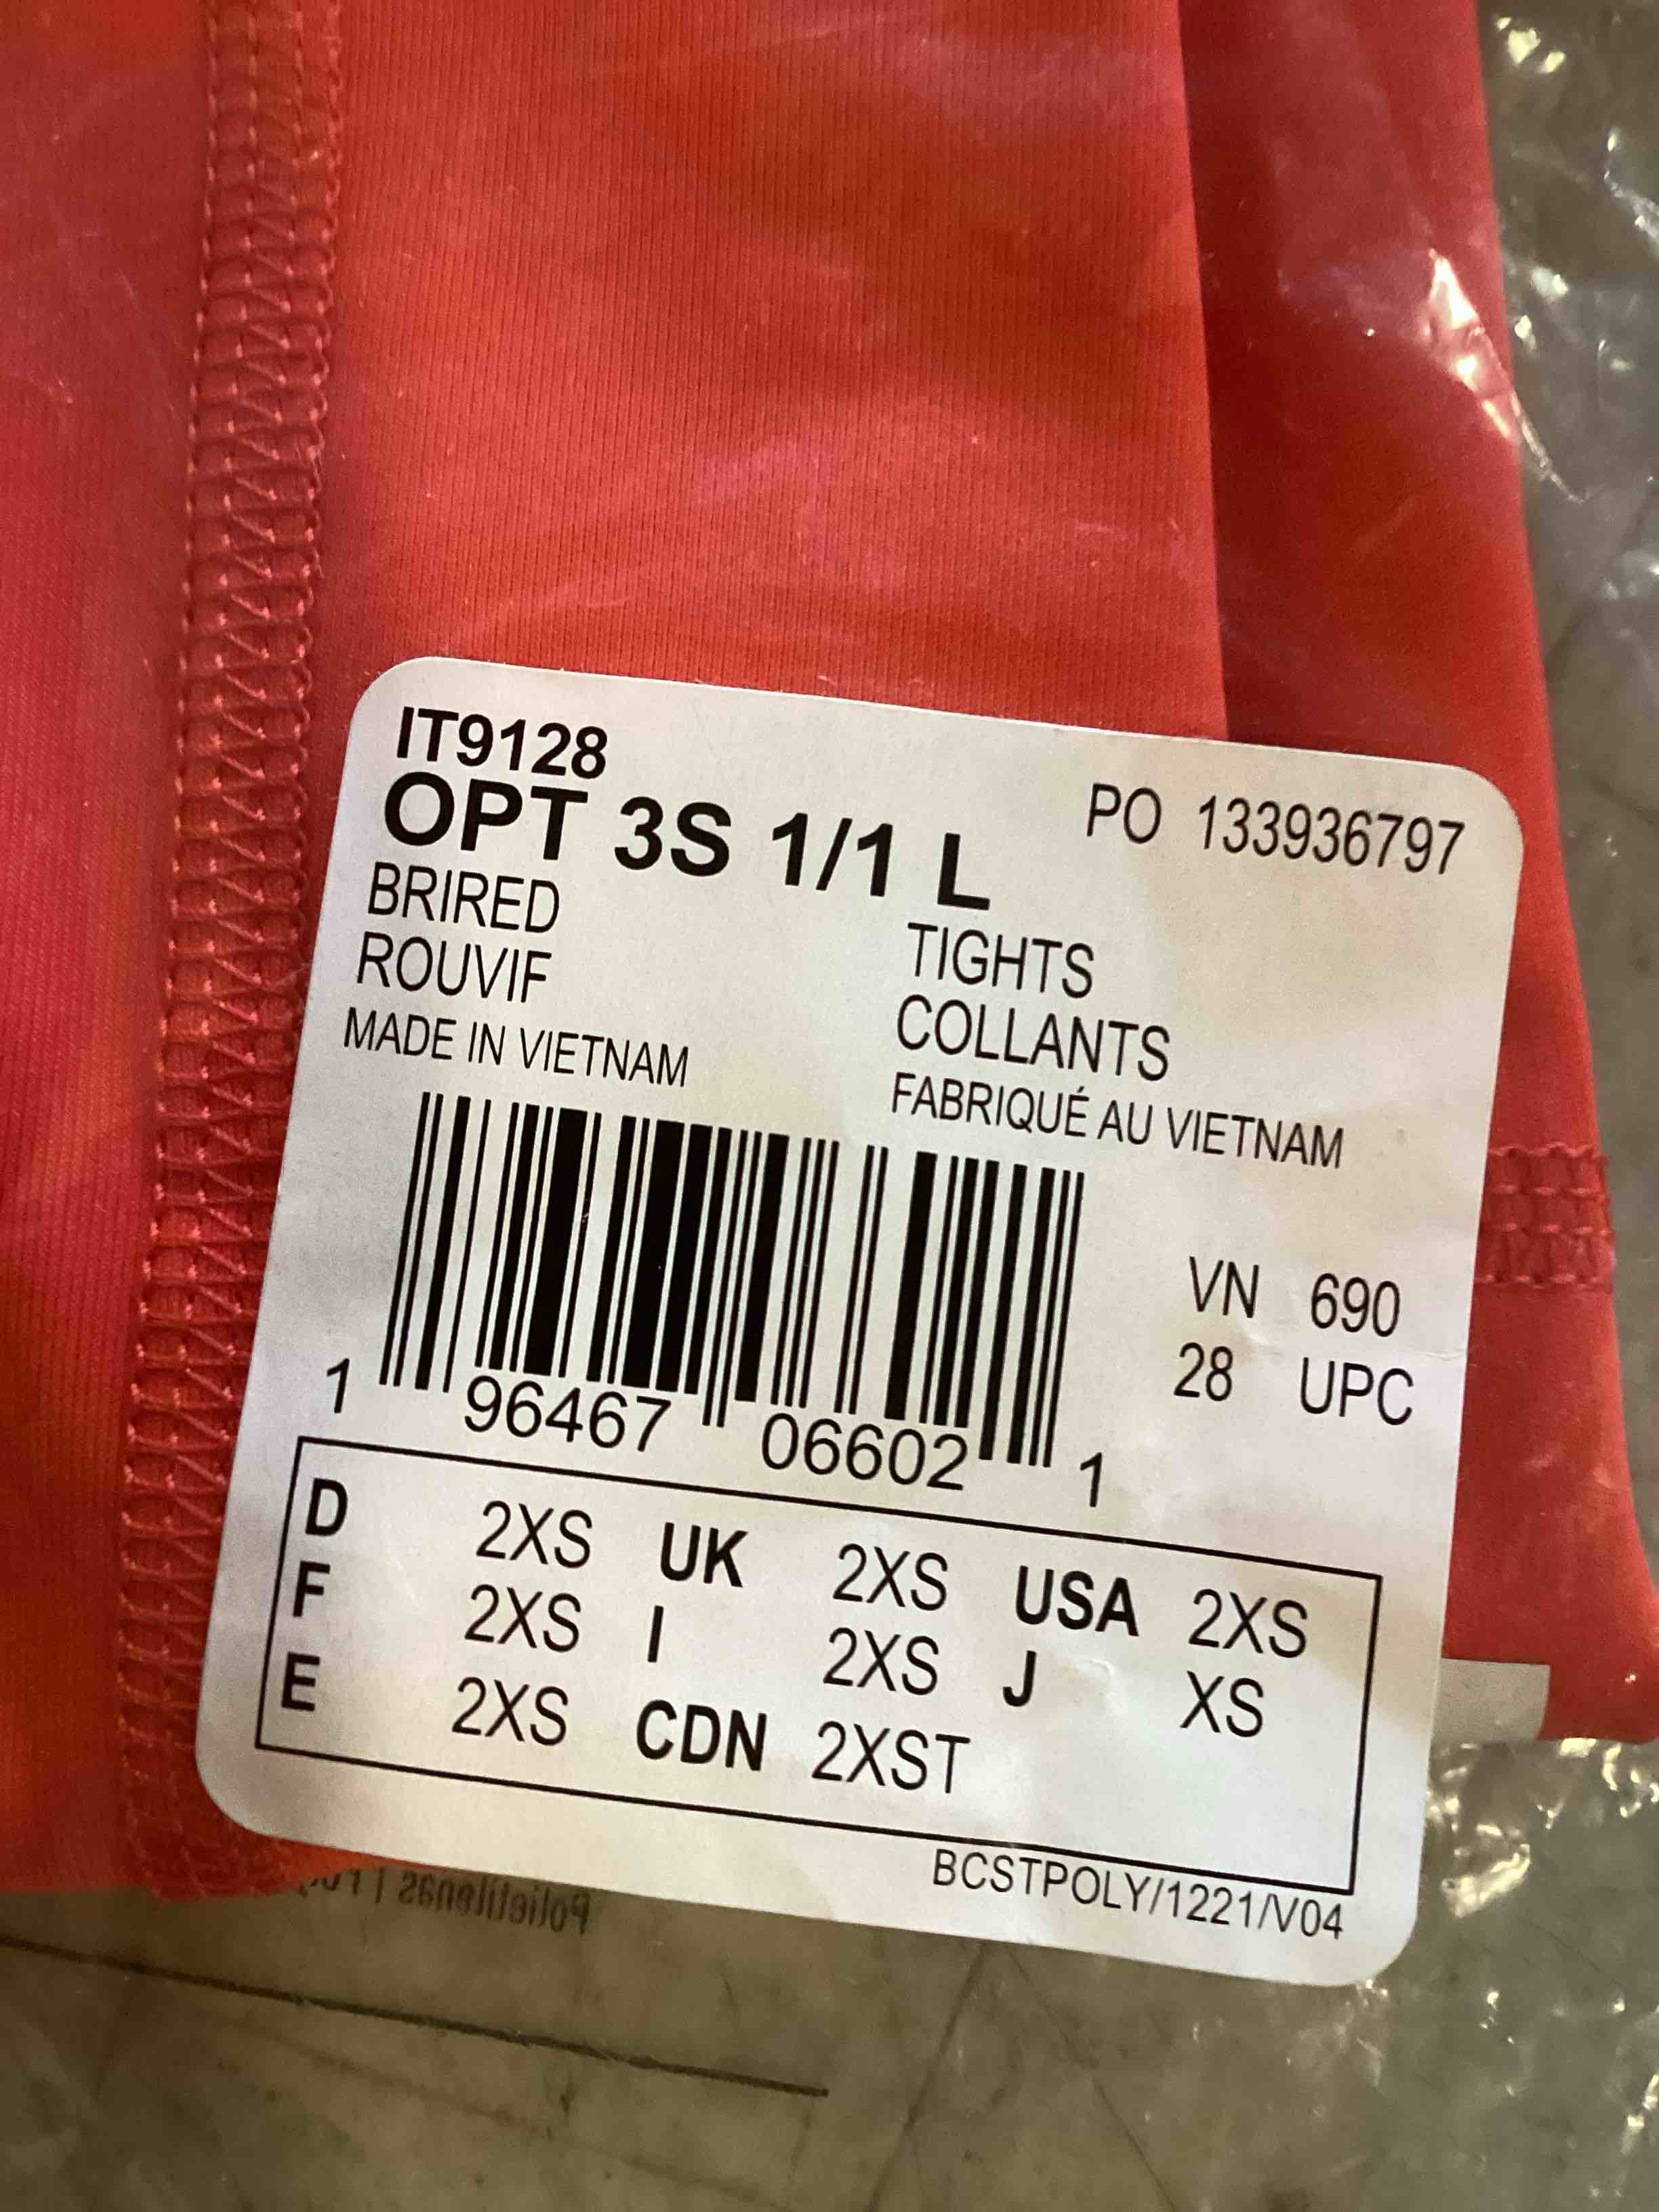 IT9128
OPT 3S 1/1 L
PO 133936797
BRIRED
ROUVIF
MADE IN VIETNAM
TIGHTS
COLLANTS
FABRIQUÉ AU VIETNAM
VN 690
28 UPC
1 96467 06602 1
D 2XS UK 2XS USA 2XS
F 2XS I 2XS J XS
E 2XS CDN 2XST
BCSTPOLY/1221/V04
Polietilenas |